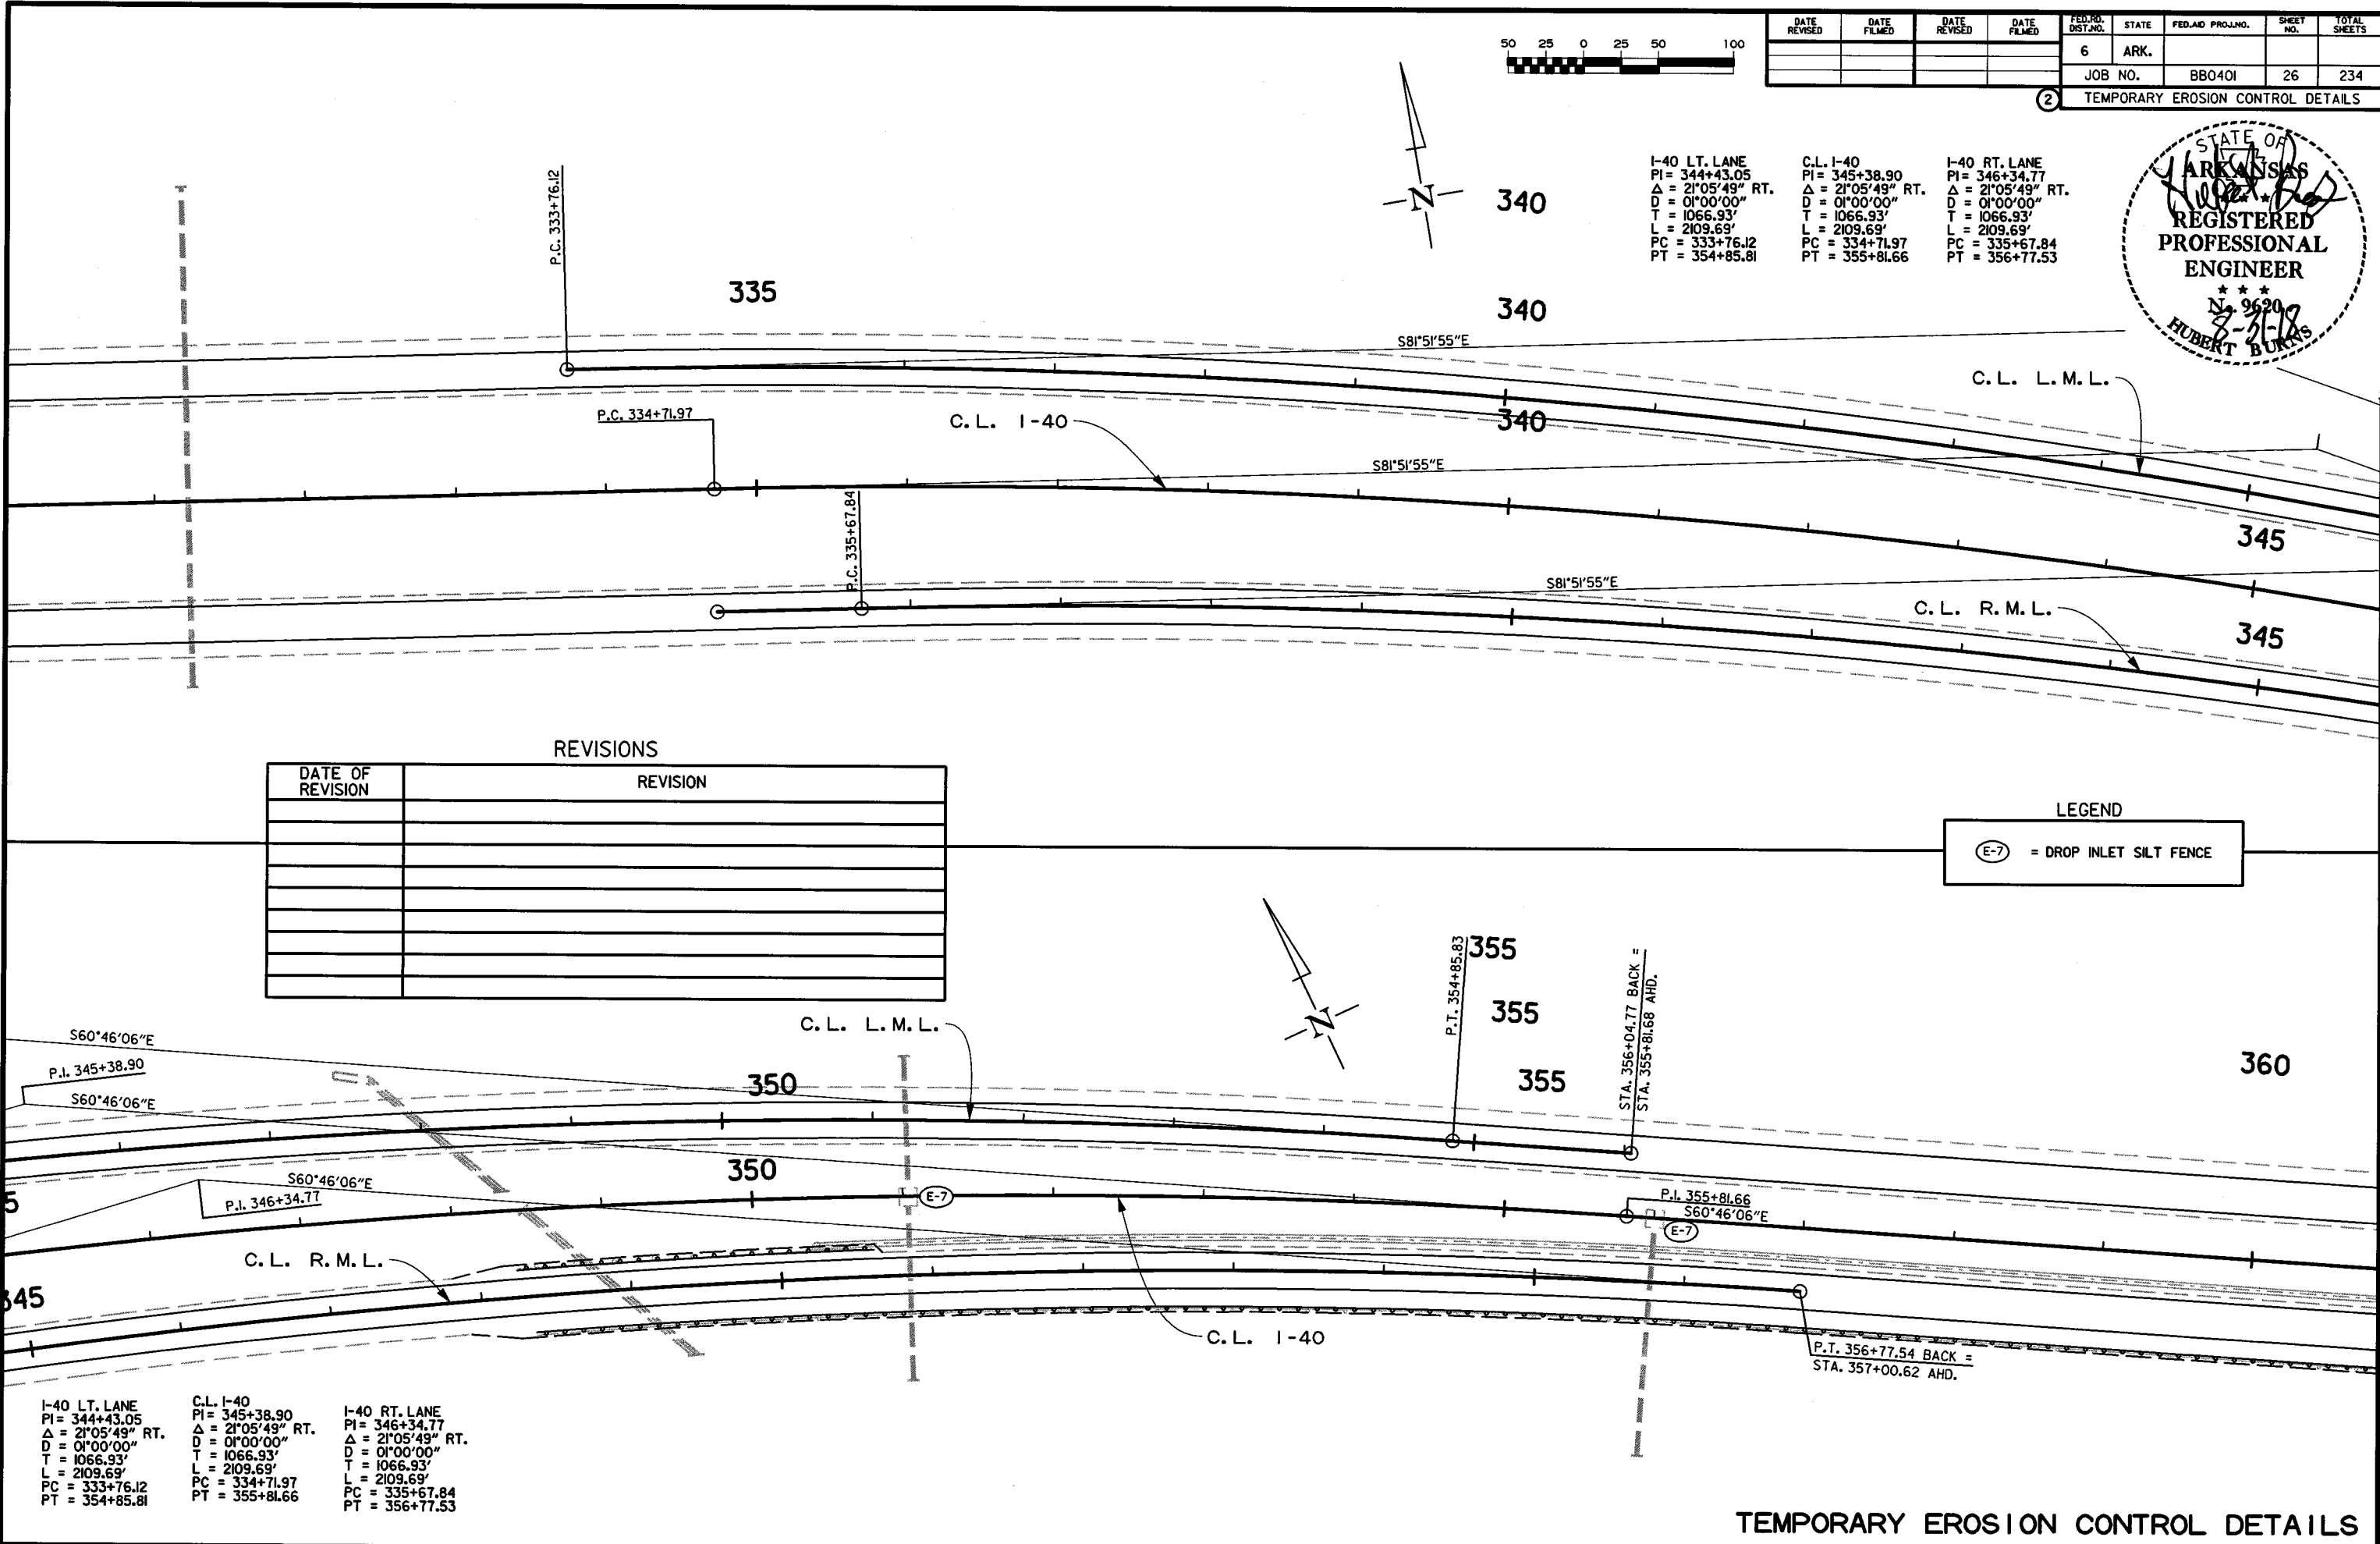 50 25 0 25 50 100
DATE REVISED
DATE FILMED
DATE REVISED
DATE FILMED
FED.RD. DIST.NO.
STATE
FED.AID PROJ.NO.
SHEET NO.
TOTAL SHEETS
6 ARK.
JOB NO. BB0401 26 234
2 TEMPORARY EROSION CONTROL DETAILS
STATE OF
ARKANSAS
REGISTERED
PROFESSIONAL
ENGINEER
★ ★ ★
No. 9620
8-31-18
HUBERT BURNS
I-40 LT. LANE
PI = 344+43.05
Δ = 21°05'49" RT.
D = 01°00'00"
T = 1066.93'
L = 2109.69'
PC = 333+76.12
PT = 354+85.81
C.L. I-40
PI = 345+38.90
Δ = 21°05'49" RT.
D = 01°00'00"
T = 1066.93'
L = 2109.69'
PC = 334+71.97
PT = 355+81.66
I-40 RT. LANE
PI = 346+34.77
Δ = 21°05'49" RT.
D = 01°00'00"
T = 1066.93'
L = 2109.69'
PC = 335+67.84
PT = 356+77.53
N
340
P.C. 333+76.12
335
340
S81°51'55"E
C.L. L.M.L.
P.C. 334+71.97
C.L. I-40
340
S81°51'55"E
P.C. 335+67.84
345
S81°51'55"E
C.L. R.M.L.
345
REVISIONS
DATE OF REVISION
REVISION
LEGEND
E-7 = DROP INLET SILT FENCE
N
P.T. 354+85.83
355
355
355
STA. 356+04.77 BACK =
STA. 355+81.68 AHD.
360
C.L. L.M.L.
S60°46'06"E
P.I. 345+38.90
S60°46'06"E
350
350
S60°46'06"E
P.I. 346+34.77
E-7
P.I. 355+81.66
S60°46'06"E
E-7
5
C.L. R.M.L.
345
C.L. I-40
P.T. 356+77.54 BACK =
STA. 357+00.62 AHD.
I-40 LT. LANE
PI = 344+43.05
Δ = 21°05'49" RT.
D = 01°00'00"
T = 1066.93'
L = 2109.69'
PC = 333+76.12
PT = 354+85.81
C.L. I-40
PI = 345+38.90
Δ = 21°05'49" RT.
D = 01°00'00"
T = 1066.93'
L = 2109.69'
PC = 334+71.97
PT = 355+81.66
I-40 RT. LANE
PI = 346+34.77
Δ = 21°05'49" RT.
D = 01°00'00"
T = 1066.93'
L = 2109.69'
PC = 335+67.84
PT = 356+77.53
TEMPORARY EROSION CONTROL DETAILS